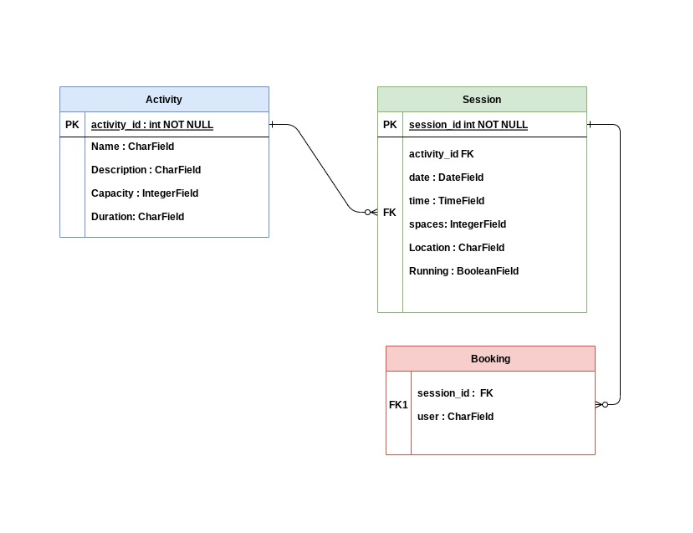 Activity
PK activity_id : int NOT NULL
Name : CharField
Description : CharField
Capacity : IntegerField
Duration: CharField
Session
PK session_id int NOT NULL
activity_id FK
date : DateField
time : TimeField
FK
spaces: IntegerField
Location : CharField
Running : BooleanField
Booking
session_id : FK
FK1
user : CharField